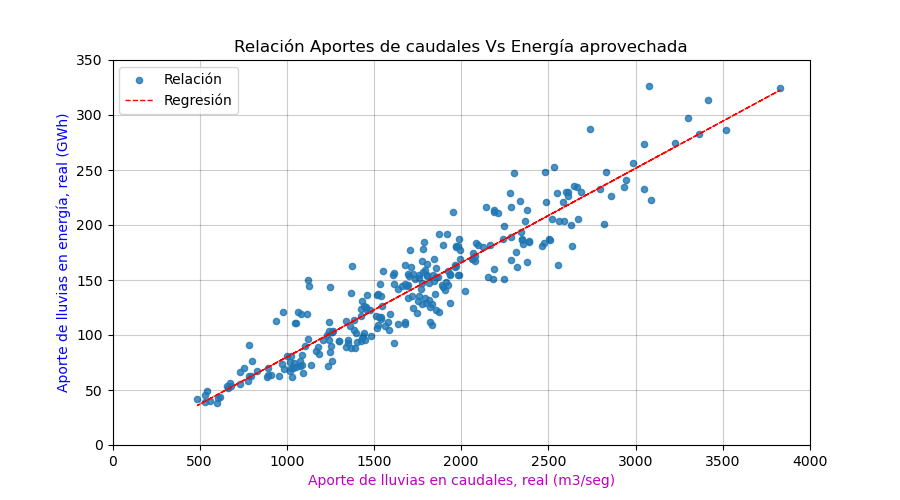 Relación Aportes de caudales Vs Energía aprovechada
Relación
Regresión
Aporte de lluvias en energía, real (GWh)
350
300
250
200
150
100
50
0
0 500 1000 1500 2000 2500 3000 3500 4000
Aporte de lluvias en caudales, real (m3/seg)